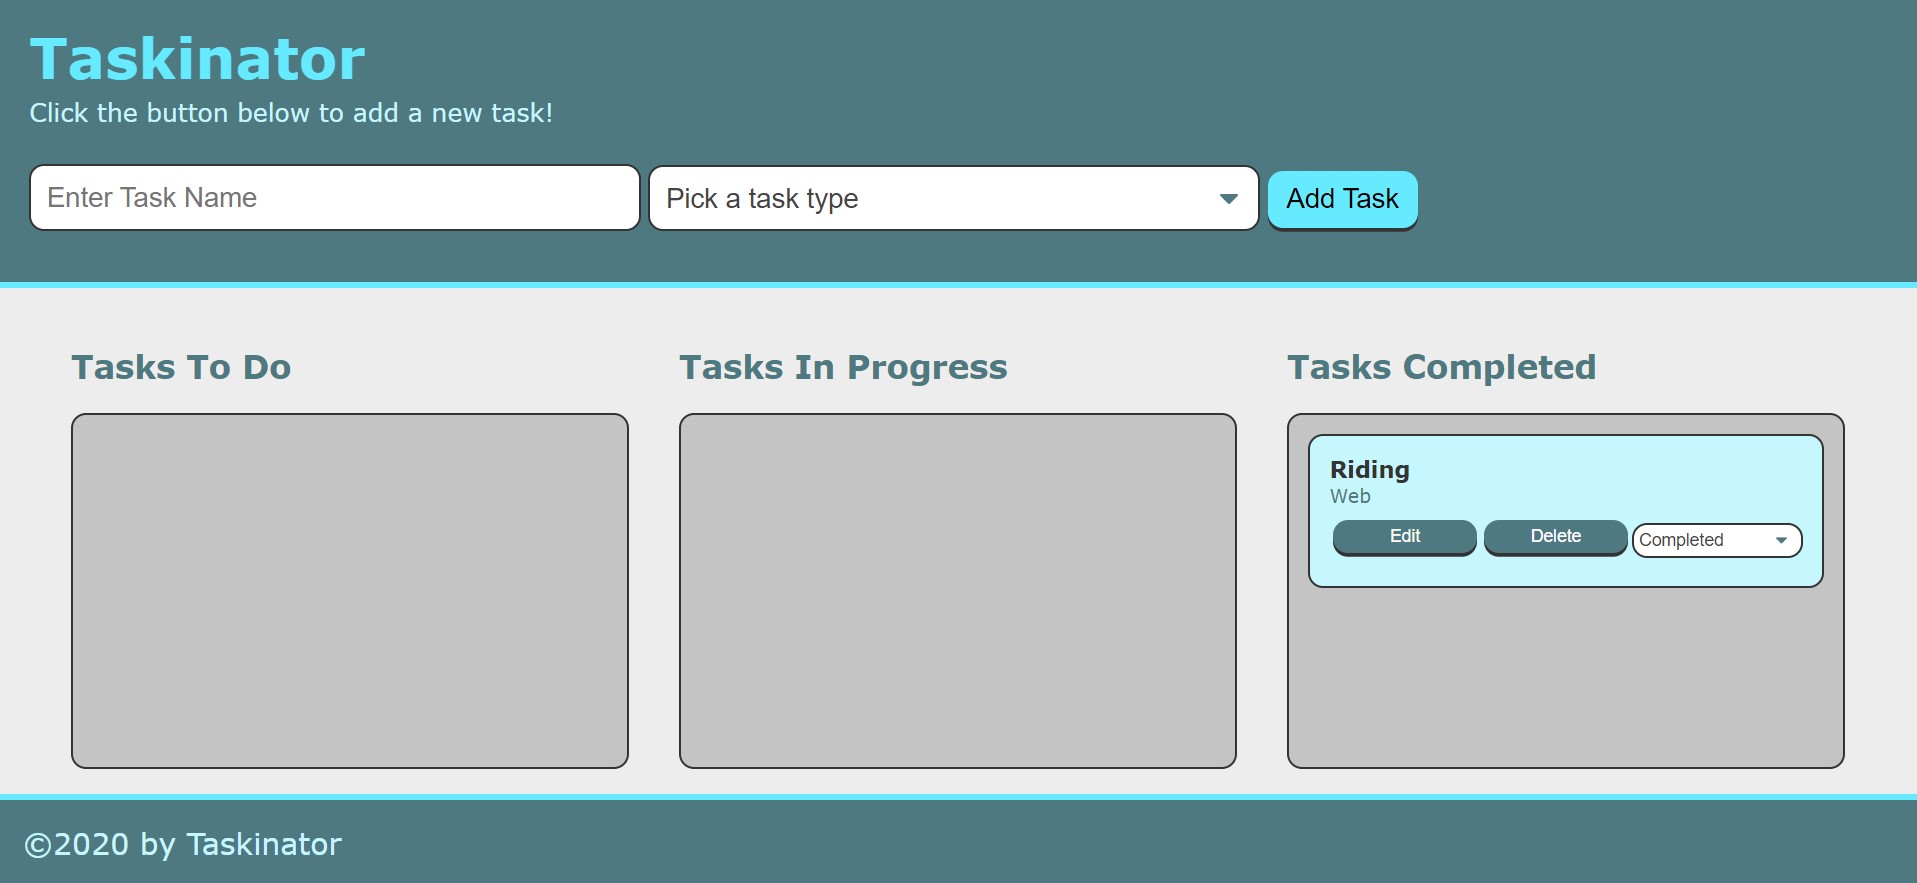 Taskinator
Click the button below to add a new task!
Enter Task Name
Pick a task type
Add Task
Tasks To Do
Tasks In Progress
Tasks Completed
Riding
Web
Edit
Delete
Completed
©2020 by Taskinator